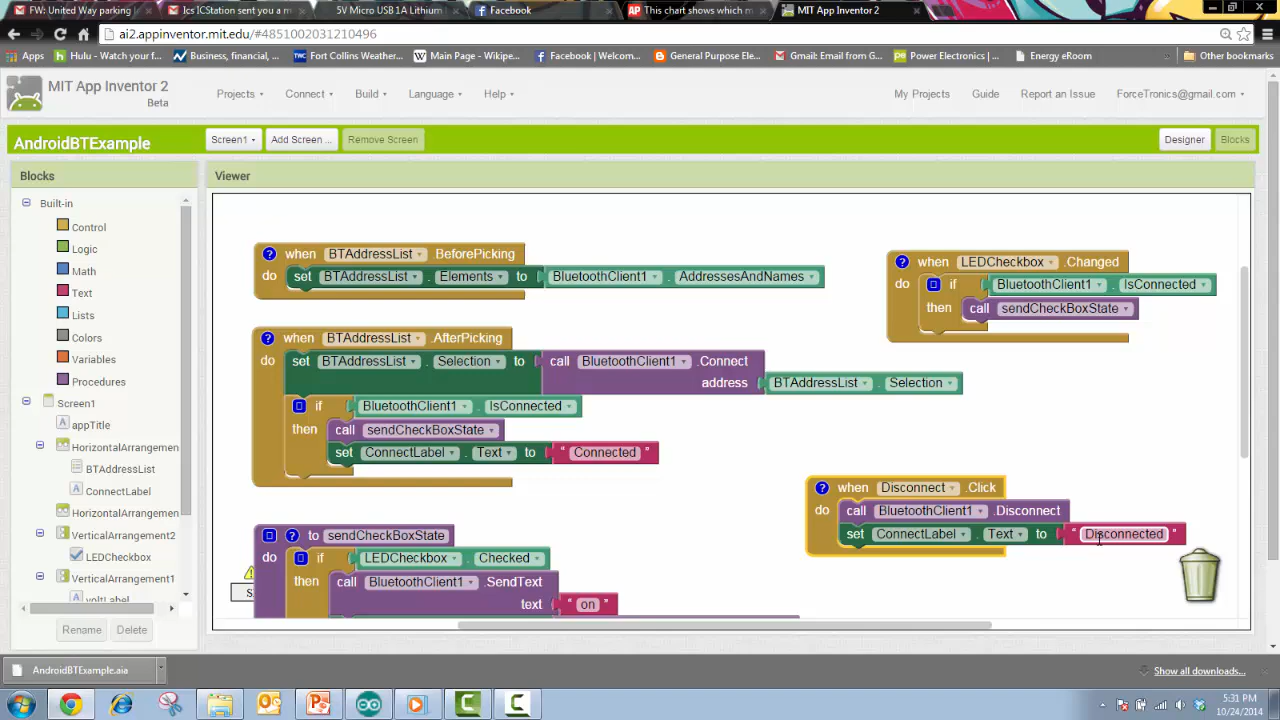 FW: United Way parking
Ics ICStation sent you a m
5V Micro USB 1A Lithium
Facebook
This chart shows which m
MIT App Inventor 2
ai2.appinventor.mit.edu/#4851002031210496
Apps
Hulu - Watch your f...
Business, financial, ...
Fort Collins Weather...
Main Page - Wikipe...
Facebook | Welcom...
General Purpose Ele...
Gmail: Email from G...
Power Electronics | ...
Energy eRoom
Other bookmarks
MIT App Inventor 2
Beta
Projects
Connect
Build
Language
Help
My Projects
Guide
Report an Issue
ForceTronics@gmail.com
AndroidBTExample
Screen1
Add Screen ...
Remove Screen
Designer
Blocks
Blocks
Viewer
Built-in
Control
Logic
Math
Text
Lists
Colors
Variables
Procedures
Screen1
appTitle
HorizontalArrangemen
BTAddressList
ConnectLabel
HorizontalArrangemen
VerticalArrangement2
LEDCheckbox
VerticalArrangement1
voltLabel
Rename
Delete
when BTAddressList .BeforePicking
do set BTAddressList . Elements to BluetoothClient1 . AddressesAndNames
when LEDCheckbox .Changed
do if BluetoothClient1 . IsConnected
then call sendCheckBoxState
when BTAddressList .AfterPicking
do set BTAddressList . Selection to call BluetoothClient1 .Connect
address BTAddressList . Selection
if BluetoothClient1 . IsConnected
then call sendCheckBoxState
set ConnectLabel . Text to " Connected "
when Disconnect .Click
do call BluetoothClient1 .Disconnect
set ConnectLabel . Text to " Disconnected "
to sendCheckBoxState
do if LEDCheckbox . Checked
then call BluetoothClient1 .SendText
text " on "
AndroidBTExample.aia
Show all downloads...
5:31 PM
10/24/2014